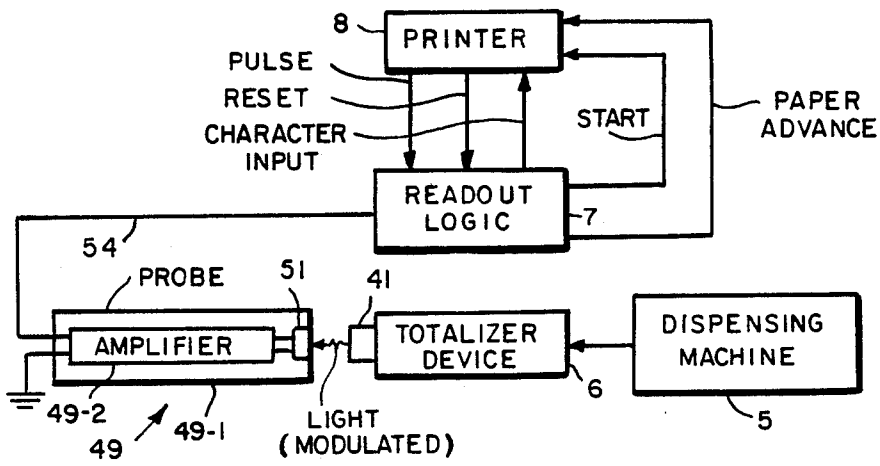 8
PRINTER
PULSE
RESET
CHARACTER
INPUT
START
PAPER
ADVANCE
READOUT
LOGIC
7
54
PROBE
51
41
AMPLIFIER
TOTALIZER
DEVICE
6
DISPENSING
MACHINE
5
49-2
49
49-1
LIGHT
(MODULATED)